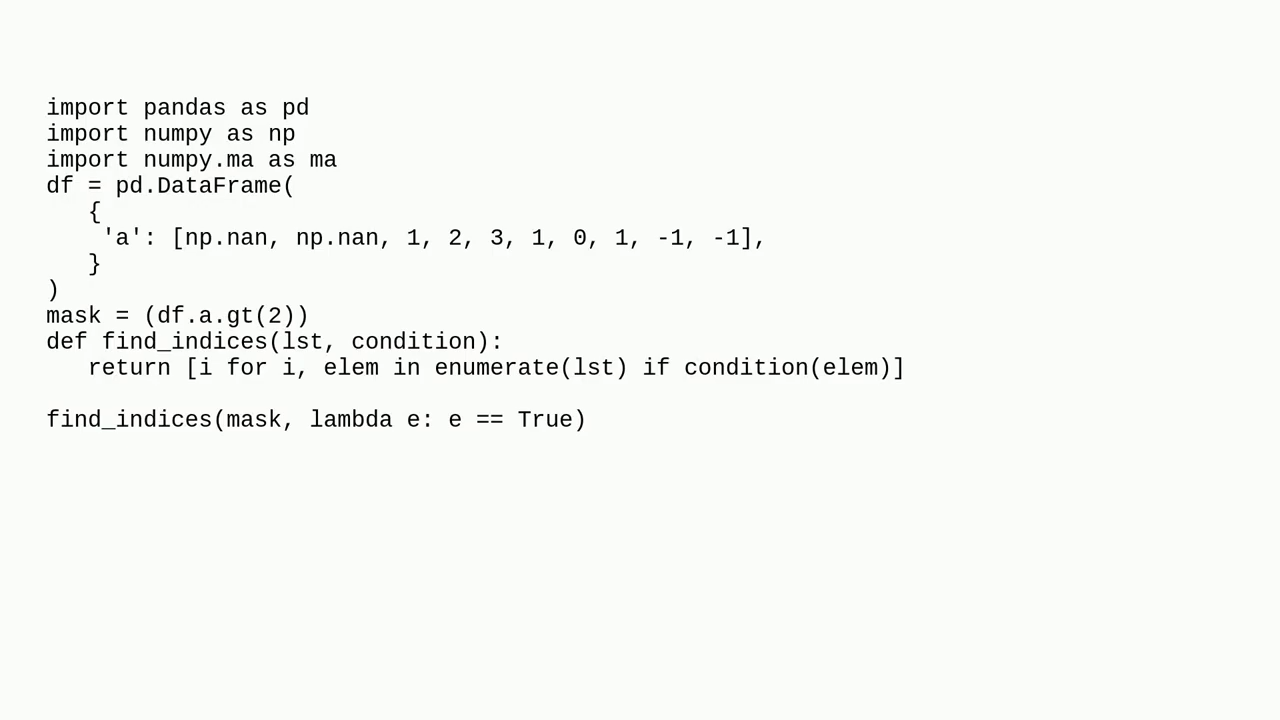 import pandas as pd
import numpy as np
import numpy.ma as ma
df = pd.DataFrame(
   {
    'a': [np.nan, np.nan, 1, 2, 3, 1, 0, 1, -1, -1],
   }
)
mask = (df.a.gt(2))
def find_indices(lst, condition):
   return [i for i, elem in enumerate(lst) if condition(elem)]

find_indices(mask, lambda e: e == True)